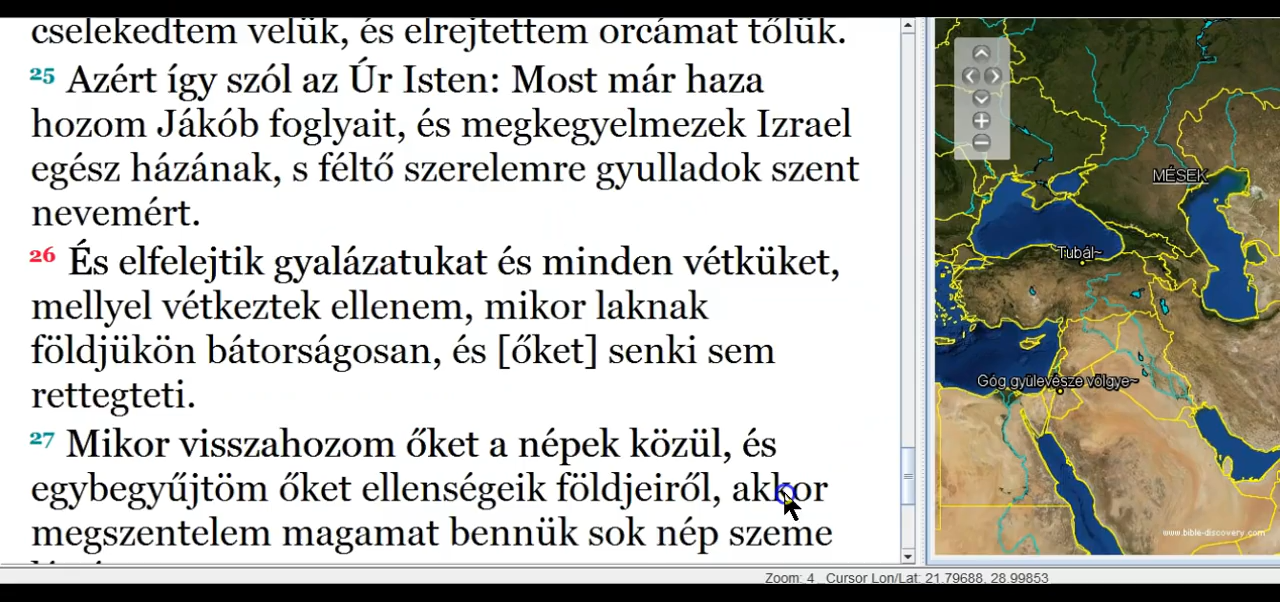 cselekedtem velük, és elrejtettem orcámat tőlük.
25 Azért így szól az Úr Isten: Most már haza
hozom Jákób foglyait, és megkegyelmezek Izrael
egész házának, s féltő szerelemre gyulladok szent
nevemért.
26 És elfelejtik gyalázatukat és minden vétküket,
mellyel vétkeztek ellenem, mikor laknak
földjükön bátorságosan, és [őket] senki sem
rettegteti.
27 Mikor visszahozom őket a népek közül, és
egybegyűjtöm őket ellenségeik földjeiről, akkor
megszentelem magamat bennük sok nép szeme
MÉSEK
Tubál~
Góg gyülevésze völgye~
www.bible-discovery.com
Zoom: 4 Cursor Lon/Lat: 21.79688, 28.99853